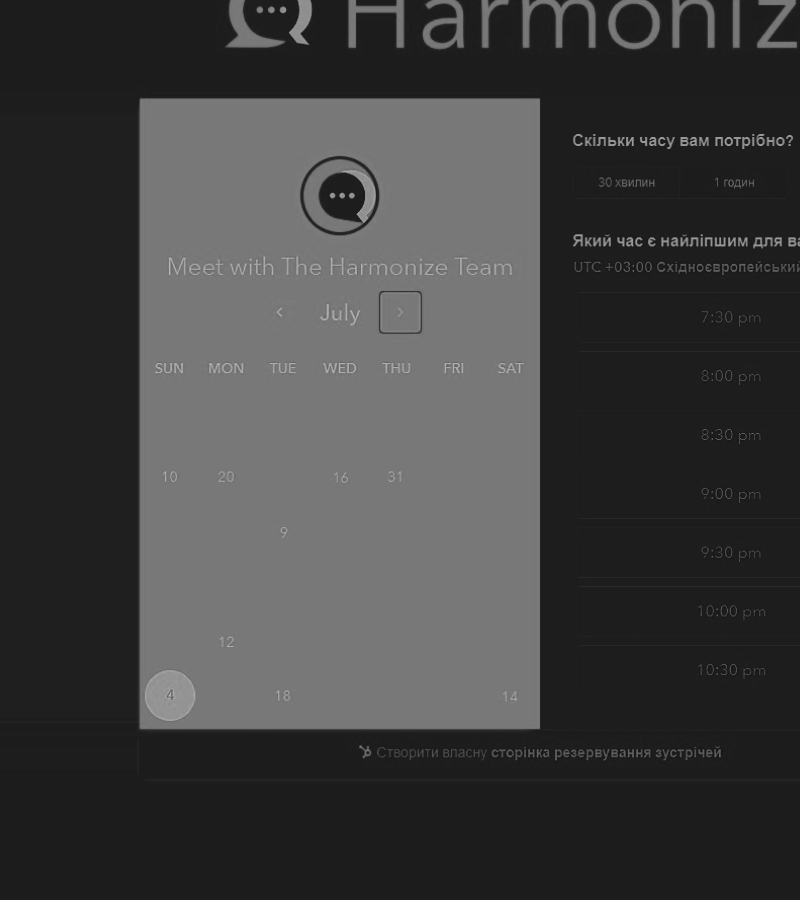 Harmoniz
Meet with The Harmonize Team
July
SUN MON TUE WED THU FRI SAT
10 20 16 31
9
12
4 18 14
Скільки часу вам потрібно?
30 хвилин 1 годин
Який час є найліпшим для ва
UTC +03:00 Східноєвропейський
7:30 pm
8:00 pm
8:30 pm
9:00 pm
9:30 pm
10:00 pm
10:30 pm
Створити власну сторінка резервування зустрічей